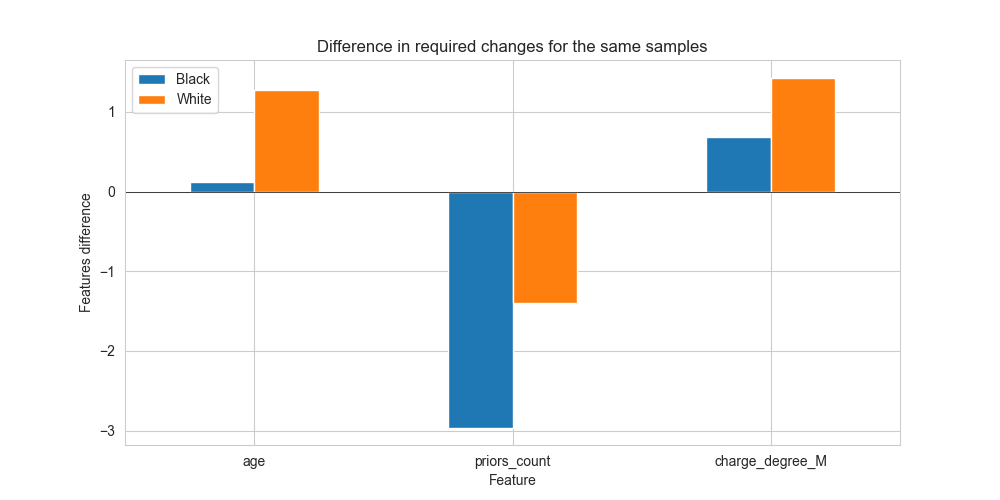 Difference in required changes for the same samples
Black
White
Features difference
1
0
−1
−2
−3
age
priors_count
charge_degree_M
Feature